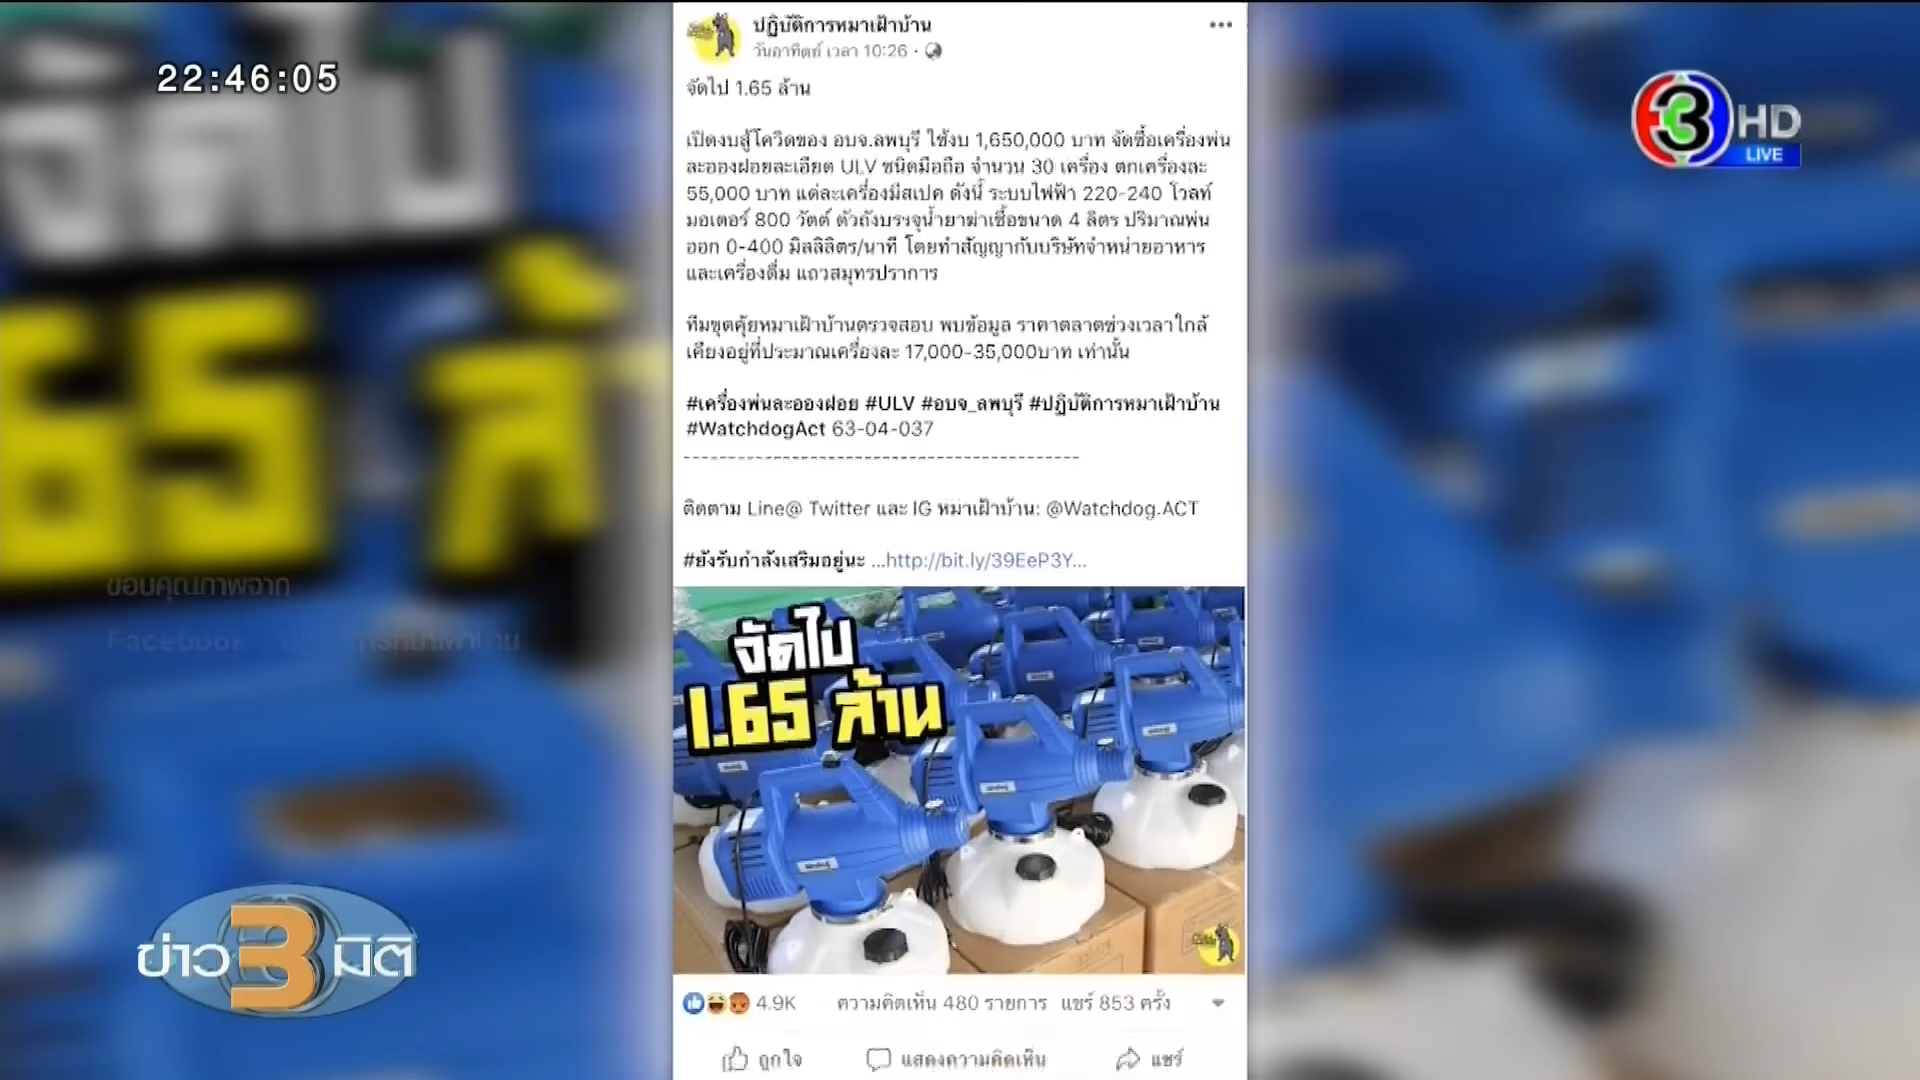 22:46:05
3 HD
LIVE
ปฏิบัติการหมาเฝ้าบ้าน
วันอาทิตย์ เวลา 10:26
จัดไป 1.65 ล้าน
เปิดงบสู้โควิดของ อบจ.ลพบุรี ใช้งบ 1,650,000 บาท จัดซื้อเครื่องพ่น
ละอองฝอยละเอียด ULV ชนิดมือถือ จำนวน 30 เครื่อง ตกเครื่องละ
55,000 บาท แต่ละเครื่องมีสเปค ดังนี้ ระบบไฟฟ้า 220-240 โวลท์
มอเตอร์ 800 วัตต์ ตัวถังบรรจุน้ำยาฆ่าเชื้อขนาด 4 ลิตร ปริมาณพ่น
ออก 0-400 มิลลิลิตร/นาที โดยทำสัญญากับบริษัทจำหน่ายอาหาร
และเครื่องดื่ม แถวสมุทรปราการ
ทีมขุดคุ้ยหมาเฝ้าบ้านตรวจสอบ พบข้อมูล ราคาตลาดช่วงเวลาใกล้
เคียงอยู่ที่ประมาณเครื่องละ 17,000-35,000บาท เท่านั้น
#เครื่องพ่นละอองฝอย #ULV #อบจ_ลพบุรี #ปฏิบัติการหมาเฝ้าบ้าน
#WatchdogAct 63-04-037
--------------------------------------------
ติดตาม Line@ Twitter และ IG หมาเฝ้าบ้าน: @Watchdog.ACT
#ยังรับกำลังเสริมอยู่นะ ...http://bit.ly/39EeP3Y...
ขอบคุณภาพจาก
Facebook
จัดไป
1.65 ล้าน
4.9K ความคิดเห็น 480 รายการ แชร์ 853 ครั้ง
ถูกใจ แสดงความคิดเห็น แชร์
ข่าว 3 มิติ